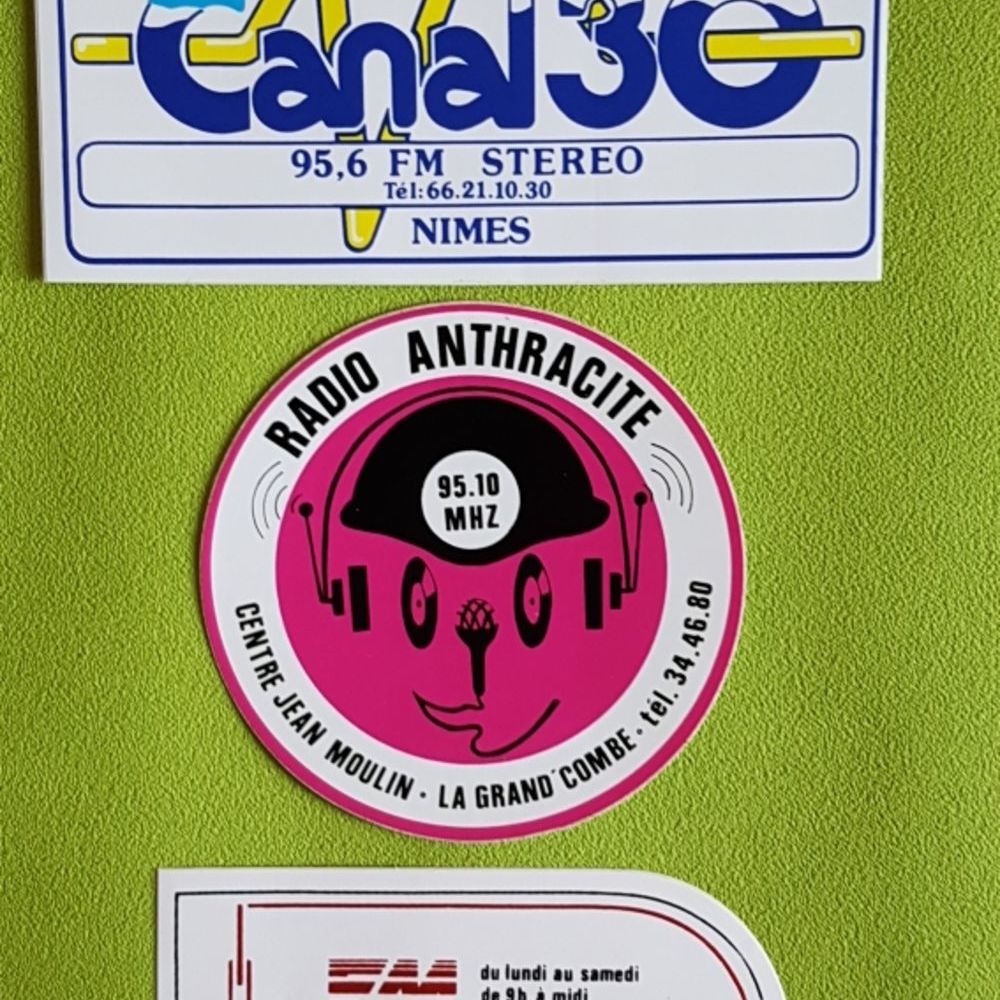 Canal 30
95,6 FM STEREO
Tél: 66.21.10.30
NIMES
RADIO ANTHRACITE
95.10
MHZ
CENTRE JEAN MOULIN • LA GRAND'COMBE • tél. 34.46.80
FM
du lundi au samedi
de 9h à midi